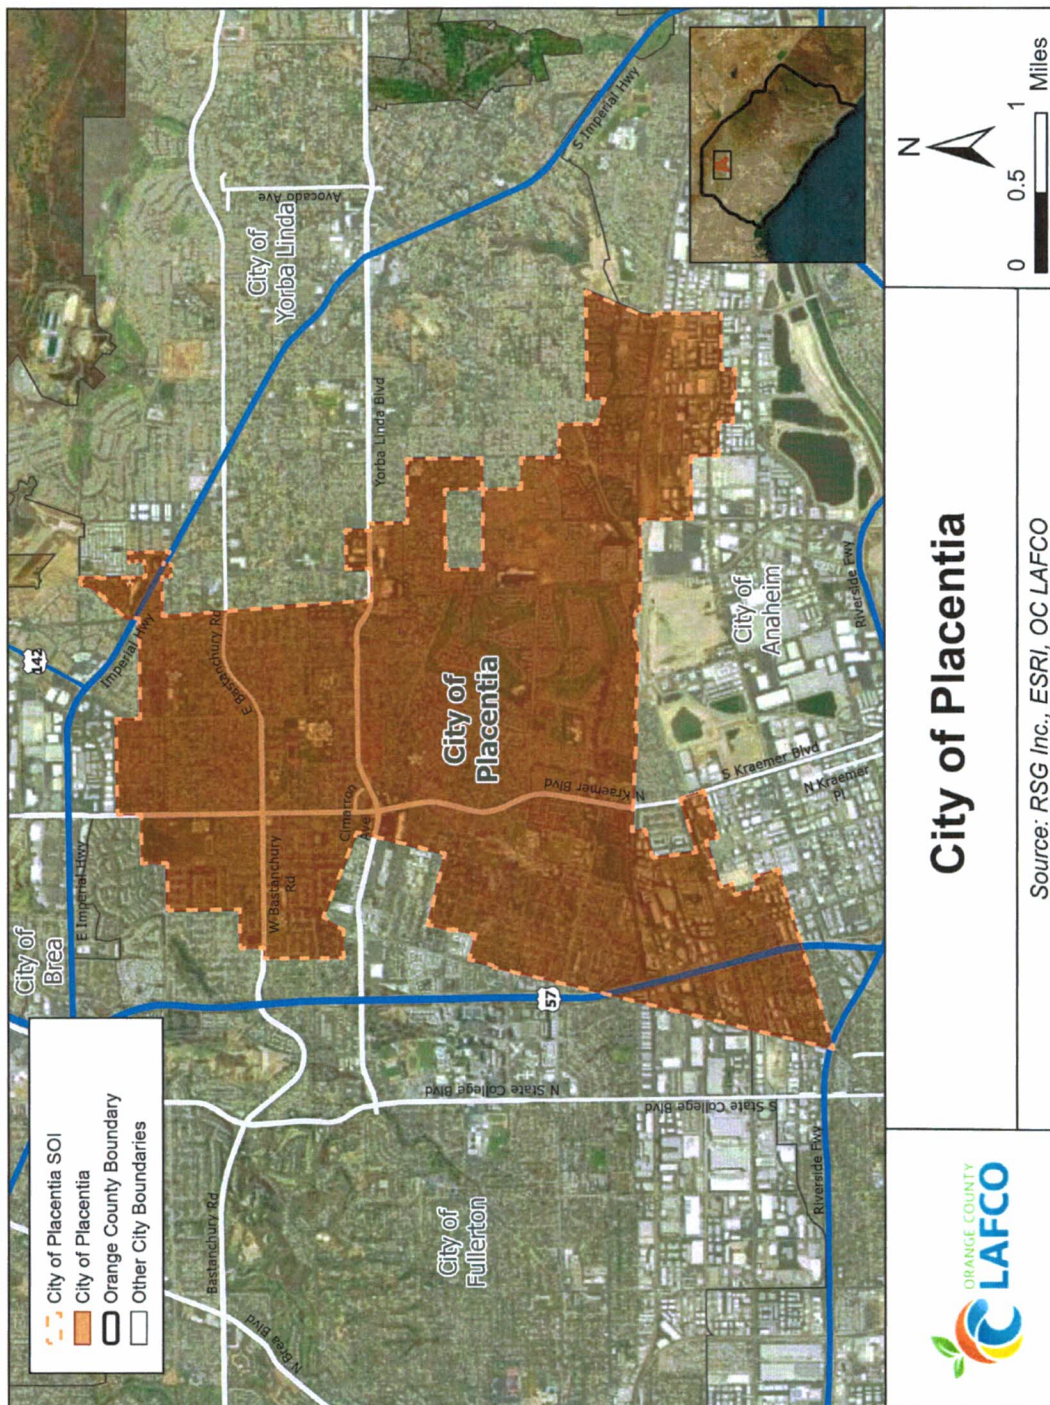 City of Placentia SOI
City of Placentia
Orange County Boundary
Other City Boundaries
City of
Brea
E Imperial Hwy
142
Imperial Hwy
S Imperial Hwy
City of
Yorba Linda
Avocado Ave
Yorba Linda Blvd
Bastanchury Rd
N Brea Blvd
W Bastanchury
Rd
E Bastanchury Rd
Cimarron
Ave
City of
Placentia
N Kraemer Blvd
57
N State College Blvd
City of
Fullerton
S State College
Blvd
S Kraemer Blvd
N Kraemer
Pl
City of
Anaheim
Riverside Fwy
Riverside Fwy
ORANGE COUNTY
LAFCO
City of Placentia
Source: RSG Inc., ESRI, OC LAFCO
N
0 0.5 1
Miles